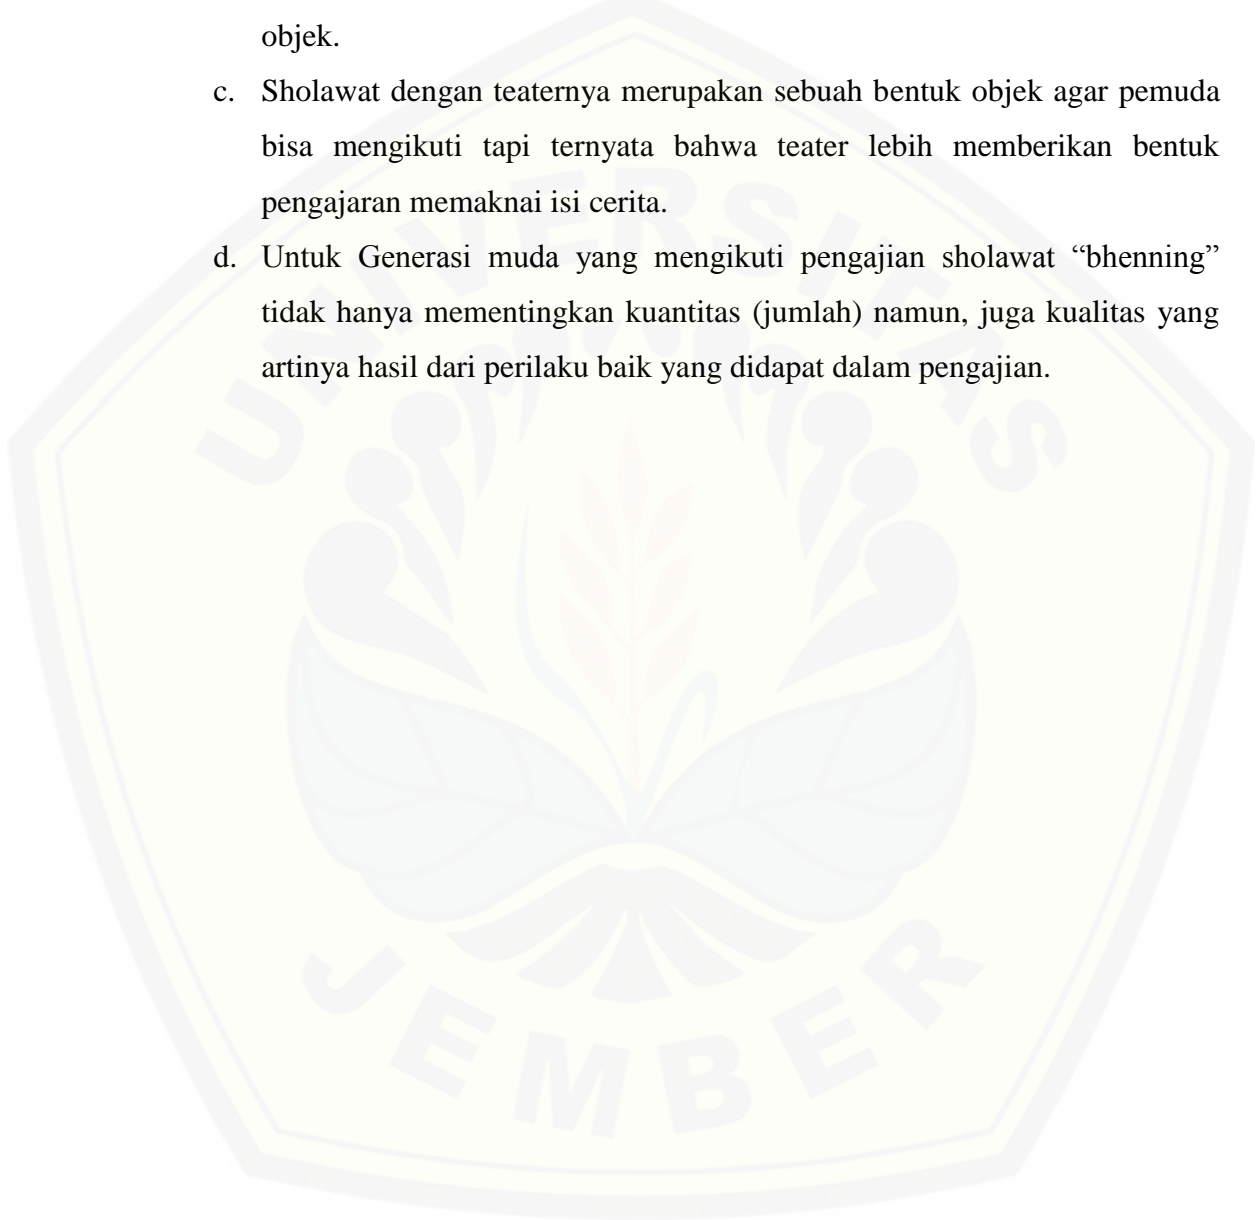 objek.
c. Sholawat dengan teaternya merupakan sebuah bentuk objek agar pemuda
bisa mengikuti tapi ternyata bahwa teater lebih memberikan bentuk
pengajaran memaknai isi cerita.
d. Untuk Generasi muda yang mengikuti pengajian sholawat “bhenning”
tidak hanya mementingkan kuantitas (jumlah) namun, juga kualitas yang
artinya hasil dari perilaku baik yang didapat dalam pengajian.
UNIVERSITAS
JEMBER